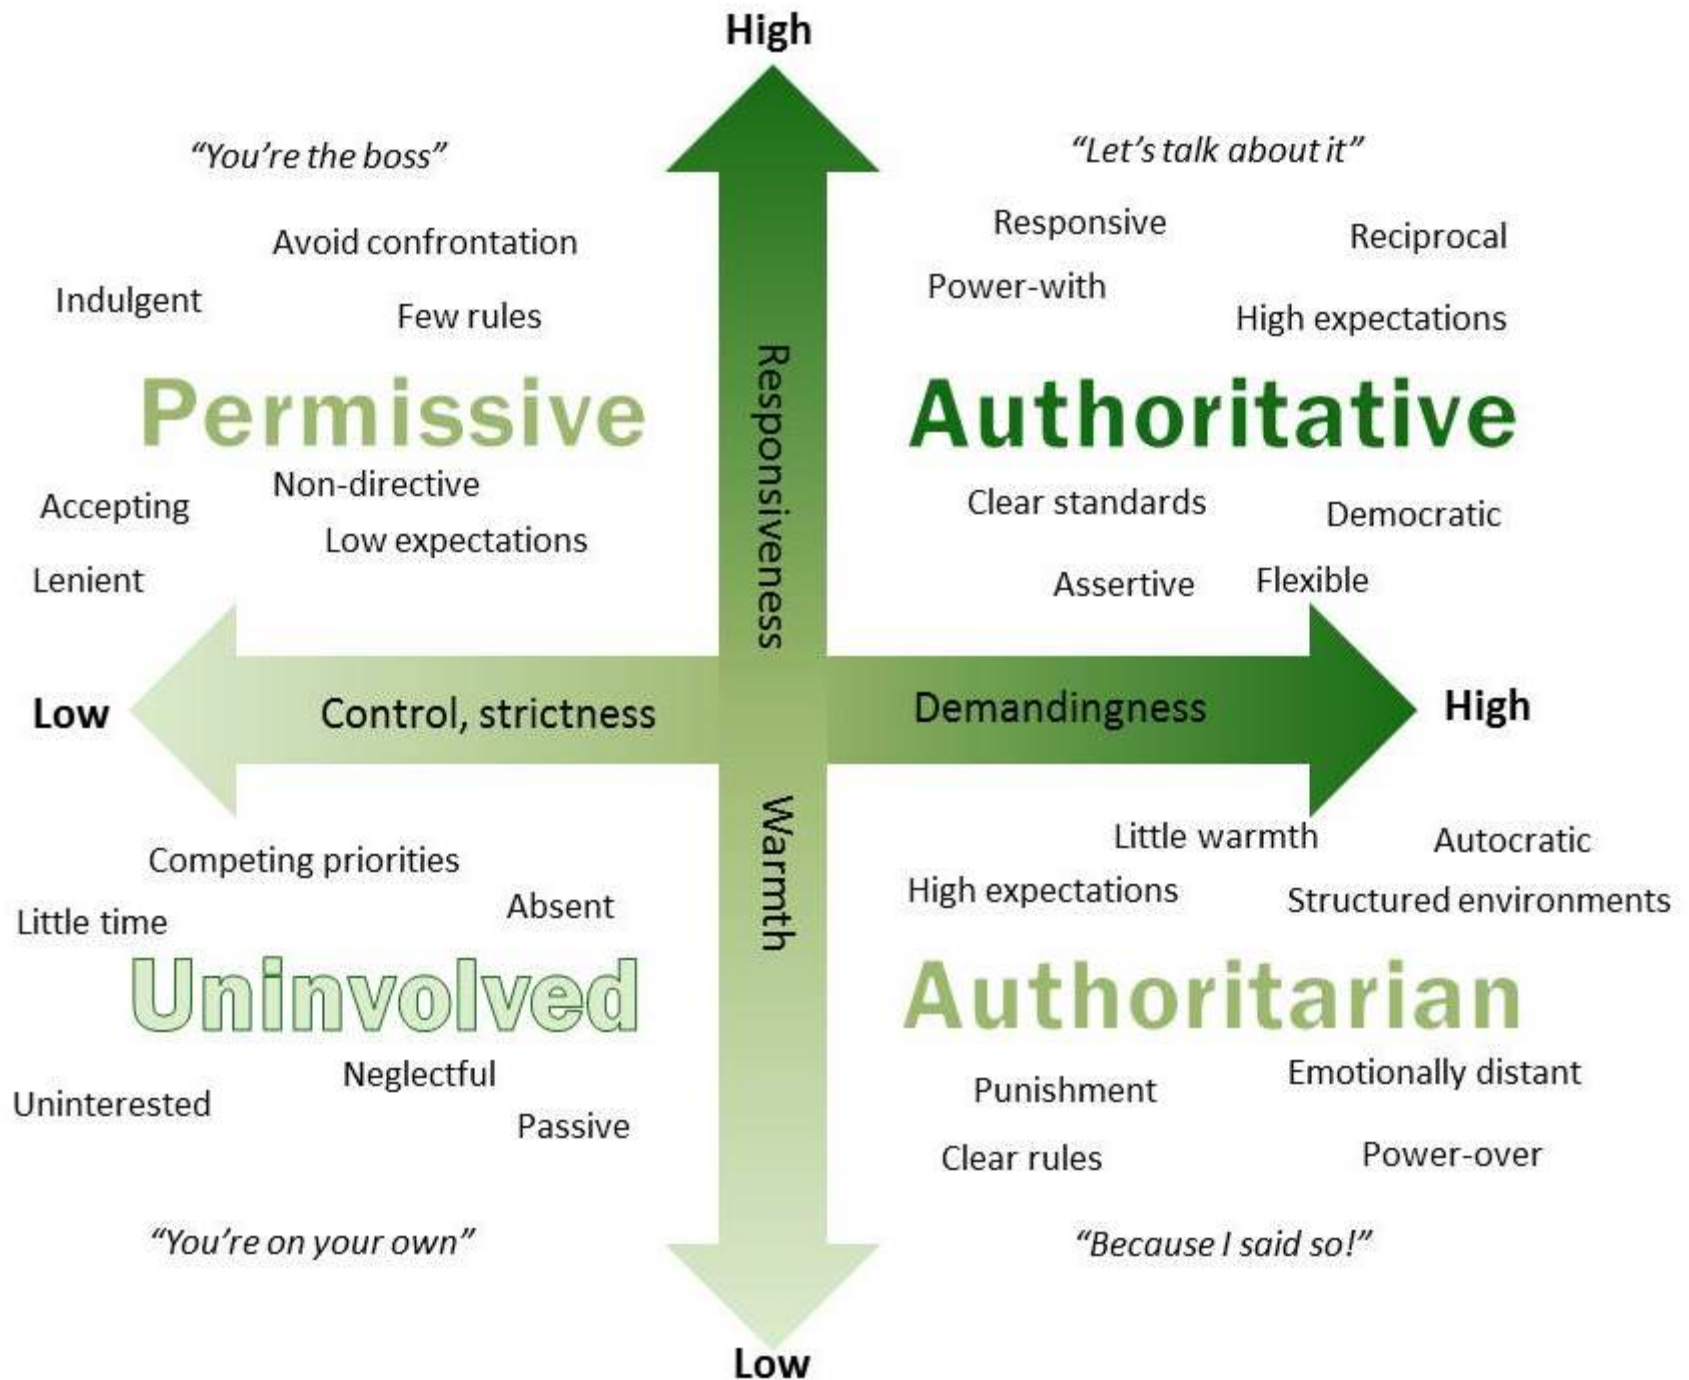 High
“You’re the boss”
Avoid confrontation
Indulgent
Few rules
Permissive
Non-directive
Accepting
Low expectations
Lenient
“Let’s talk about it”
Responsive
Reciprocal
Power-with
High expectations
Authoritative
Clear standards
Democratic
Assertive
Flexible
Responsiveness
Low
Control, strictness
Demandingness
High
Warmth
Competing priorities
Absent
Little time
Uninvolved
Neglectful
Uninterested
Passive
“You’re on your own”
Little warmth
Autocratic
High expectations
Structured environments
Authoritarian
Emotionally distant
Punishment
Clear rules
Power-over
“Because I said so!”
Low